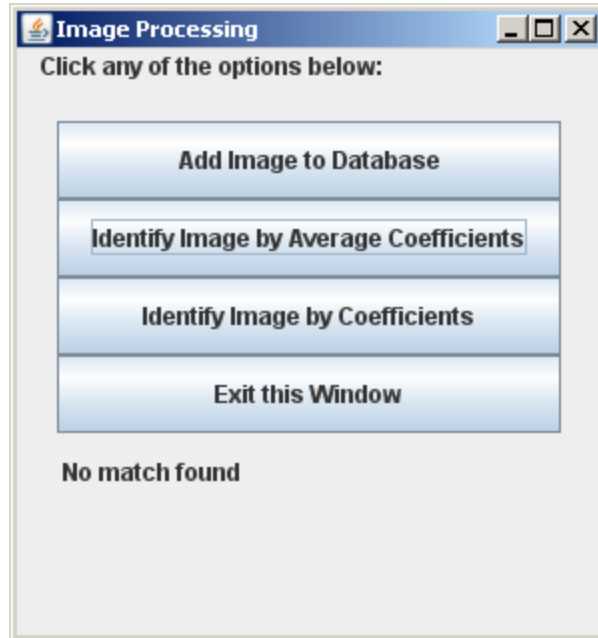 Image Processing
Click any of the options below:
Add Image to Database
Identify Image by Average Coefficients
Identify Image by Coefficients
Exit this Window
No match found